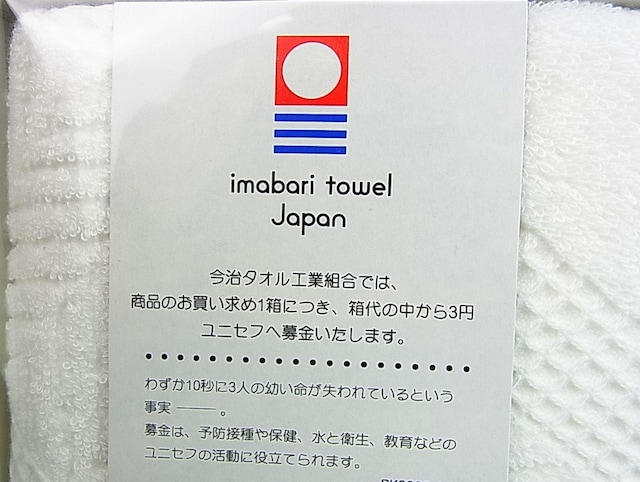 imabari towel
Japan
今治タオル工業組合では、
商品のお買い求め1箱につき、箱代の中から3円
ユニセフへ募金いたします。
わずか10秒に3人の幼い命が失われているという
事実 ―――。
募金は、予防接種や保健、水と衛生、教育などの
ユニセフの活動に役立てられます。